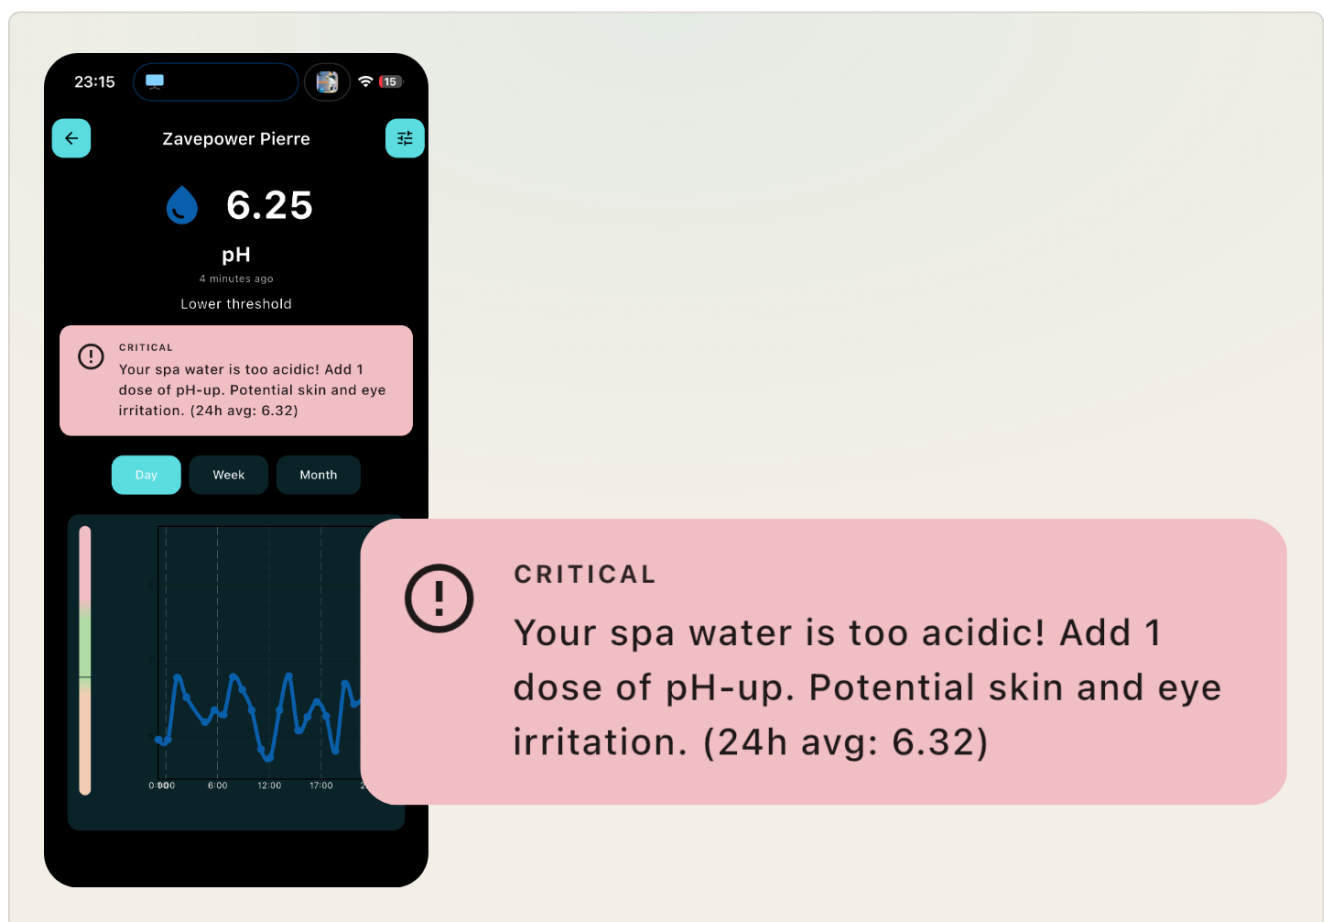 23:15
15
Zavepower Pierre
6.25
pH
4 minutes ago
Lower threshold
CRITICAL
Your spa water is too acidic! Add 1
dose of pH-up. Potential skin and eye
irritation. (24h avg: 6.32)
Day
Week
Month
6:00
12:00
17:00
CRITICAL
Your spa water is too acidic! Add 1
dose of pH-up. Potential skin and eye
irritation. (24h avg: 6.32)